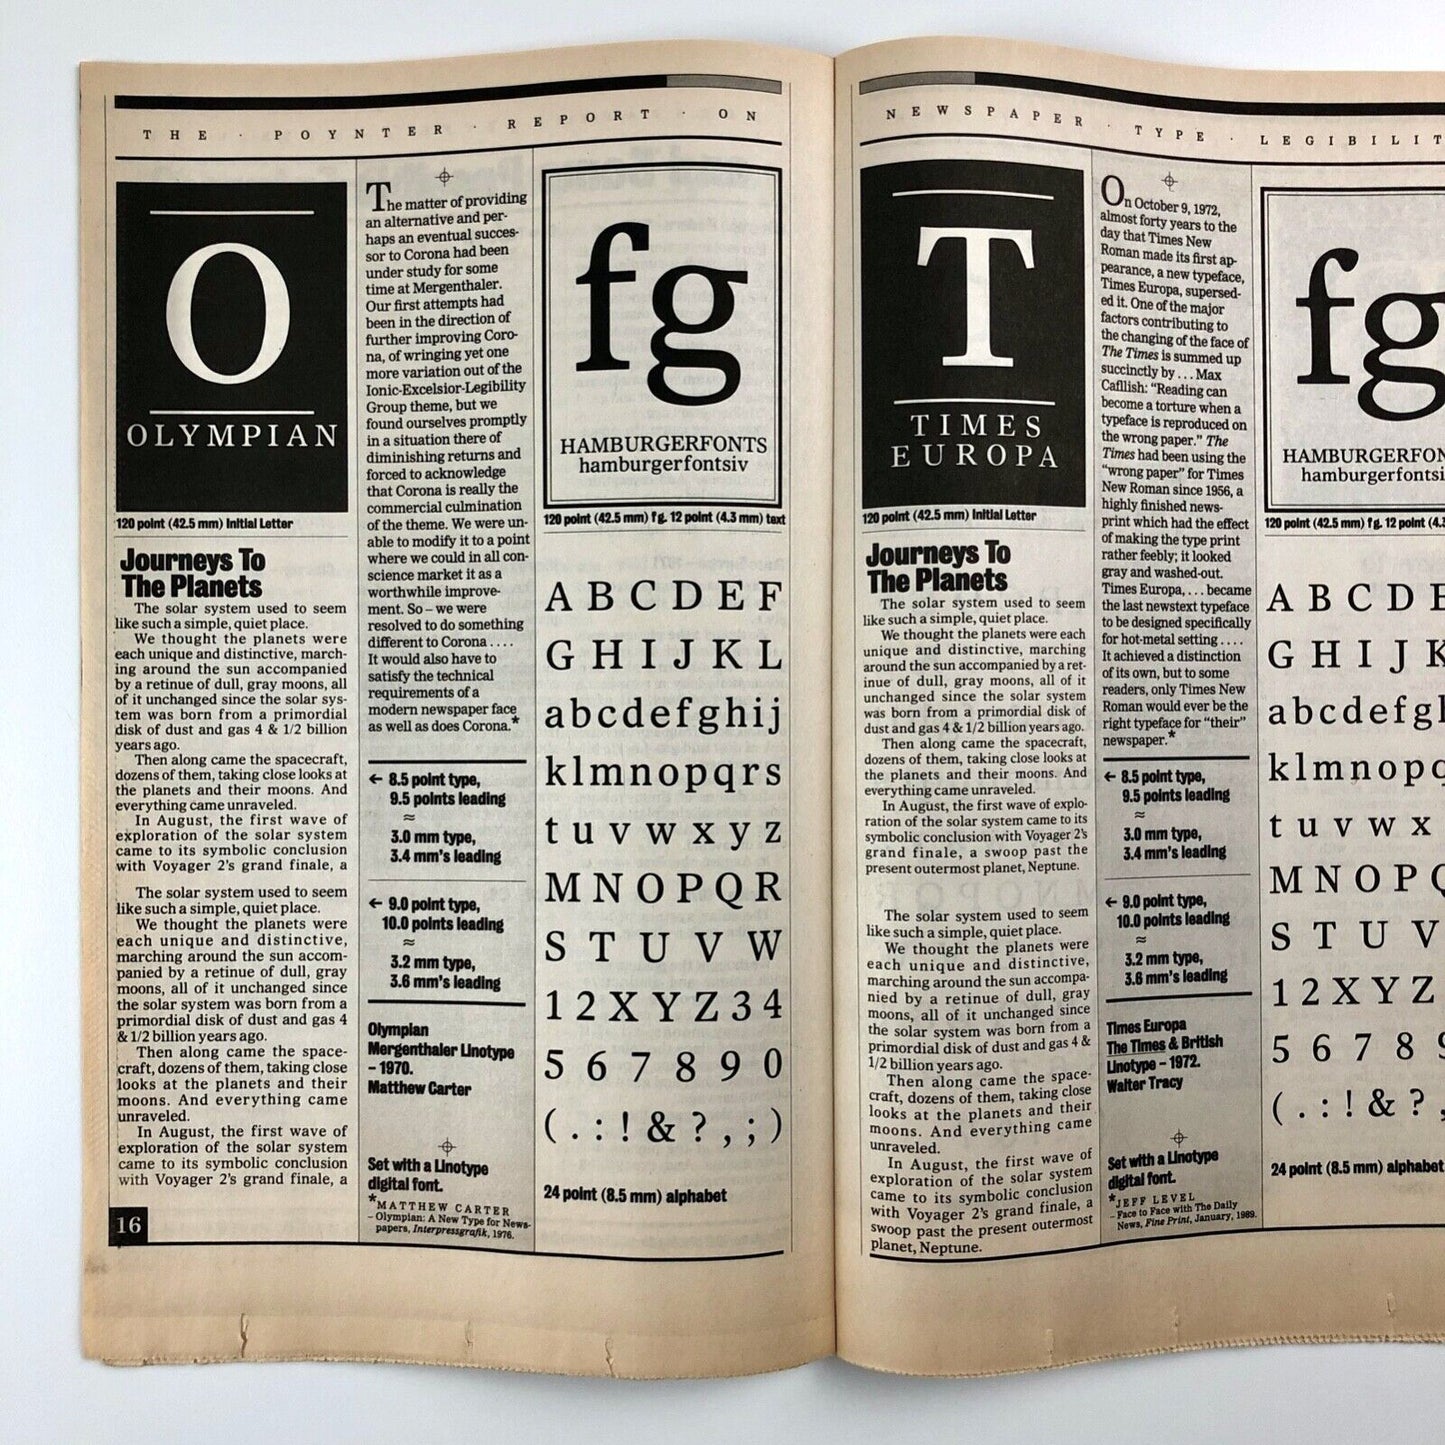 THE · POYNTER · REPORT · ON
O
OLYMPIAN
120 point (42.5 mm) Initial Letter
Journeys To
The Planets
The solar system used to seem
like such a simple, quiet place.
We thought the planets were
each unique and distinctive, march-
ing around the sun accompanied
by a retinue of dull, gray moons, all
of it unchanged since the solar sys-
tem was born from a primordial
disk of dust and gas 4 & 1/2 billion
years ago.
Then along came the spacecraft,
dozens of them, taking close looks at
the planets and their moons. And
everything came unraveled.
In August, the first wave of
exploration of the solar system
came to its symbolic conclusion
with Voyager 2's grand finale, a
The solar system used to seem
like such a simple, quiet place.
We thought the planets were
each unique and distinctive,
marching around the sun accom-
panied by a retinue of dull, gray
moons, all of it unchanged since
the solar system was born from a
primordial disk of dust and gas 4
& 1/2 billion years ago.
Then along came the space-
craft, dozens of them, taking close
looks at the planets and their
moons. And everything came
unraveled.
In August, the first wave of
exploration of the solar system
came to its symbolic conclusion
with Voyager 2's grand finale, a
16
The matter of providing
an alternative and per-
haps an eventual succes-
sor to Corona had been
under study for some
time at Mergenthaler.
Our first attempts had
been in the direction of
further improving Coro-
na, of wringing yet one
more variation out of the
Ionic-Excelsior-Legibility
Group theme, but we
found ourselves promptly
in a situation there of
diminishing returns and
forced to acknowledge
that Corona is really the
commercial culmination
of the theme. We were un-
able to modify it to a point
where we could in all con-
science market it as a
worthwhile improve-
ment. So – we were
resolved to do something
different to Corona . . . .
It would also have to
satisfy the technical
requirements of a
modern newspaper face
as well as does Corona.*
← 8.5 point type,
9.5 points leading
≈
3.0 mm type,
3.4 mm's leading
← 9.0 point type,
10.0 points leading
≈
3.2 mm type,
3.6 mm's leading
Olympian
Mergenthaler Linotype
– 1970.
Matthew Carter
Set with a Linotype
digital font.
*MATTHEW CARTER
– Olympian: A New Type for News-
papers, Interpressgrafik, 1976.
fg
HAMBURGERFONTS
hamburgerfontsiv
120 point (42.5 mm) fg. 12 point (4.3 mm) text
ABCDEF
GHIJKL
abcdefghij
klmnopqrs
tuvwxyz
MNOPQR
STUVW
12XYZ34
567890
(.:!&?,;)
24 point (8.5 mm) alphabet
NEWSPAPER · TYPE · LEGIBILIT
T
TIMES
EUROPA
120 point (42.5 mm) Initial Letter
Journeys To
The Planets
The solar system used to seem
like such a simple, quiet place.
We thought the planets were each
unique and distinctive, marching
around the sun accompanied by a ret-
inue of dull, gray moons, all of it
unchanged since the solar system
was born from a primordial disk of
dust and gas 4 & 1/2 billion years ago.
Then along came the spacecraft,
dozens of them, taking close looks at
the planets and their moons. And
everything came unraveled.
In August, the first wave of explo-
ration of the solar system came to its
symbolic conclusion with Voyager 2's
grand finale, a swoop past the
present outermost planet, Neptune.
The solar system used to seem
like such a simple, quiet place.
We thought the planets were
each unique and distinctive,
marching around the sun accompa-
nied by a retinue of dull, gray
moons, all of it unchanged since
the solar system was born from a
primordial disk of dust and gas 4 &
1/2 billion years ago.
Then along came the space-
craft, dozens of them, taking close
looks at the planets and their
moons. And everything came
unraveled.
In August, the first wave of
exploration of the solar system
came to its symbolic conclusion
with Voyager 2's grand finale, a
swoop past the present outermost
planet, Neptune.
On October 9, 1972,
almost forty years to the
day that Times New
Roman made its first ap-
pearance, a new typeface,
Times Europa, supersed-
ed it. One of the major
factors contributing to
the changing of the face of
The Times is summed up
succinctly by . . . Max
Cafllish: “Reading can
become a torture when a
typeface is reproduced on
the wrong paper.” The
Times had been using the
“wrong paper” for Times
New Roman since 1956, a
highly finished news-
print which had the effect
of making the type print
rather feebly; it looked
gray and washed-out.
Times Europa, . . . became
the last newstext typeface
to be designed specifically
for hot-metal setting . . . .
It achieved a distinction
of its own, but to some
readers, only Times New
Roman would ever be the
right typeface for “their”
newspaper.*
← 8.5 point type,
9.5 points leading
≈
3.0 mm type,
3.4 mm's leading
← 9.0 point type,
10.0 points leading
≈
3.2 mm type,
3.6 mm's leading
Times Europa
The Times & British
Linotype – 1972.
Walter Tracy
Set with a Linotype
digital font.
*JEFF LEVEL
– Face to Face with The Daily
News, Fine Print, January, 1989.
fg
HAMBURGERFON
hamburgerfontsi
120 point (42.5 mm) fg. 12 point (4.3
ABCDE
GHIJK
abcdefg
klmnop
tuvwx
MNOPQ
STUV
12XYZ
56789
(.:!&?,
24 point (8.5 mm) alphabet